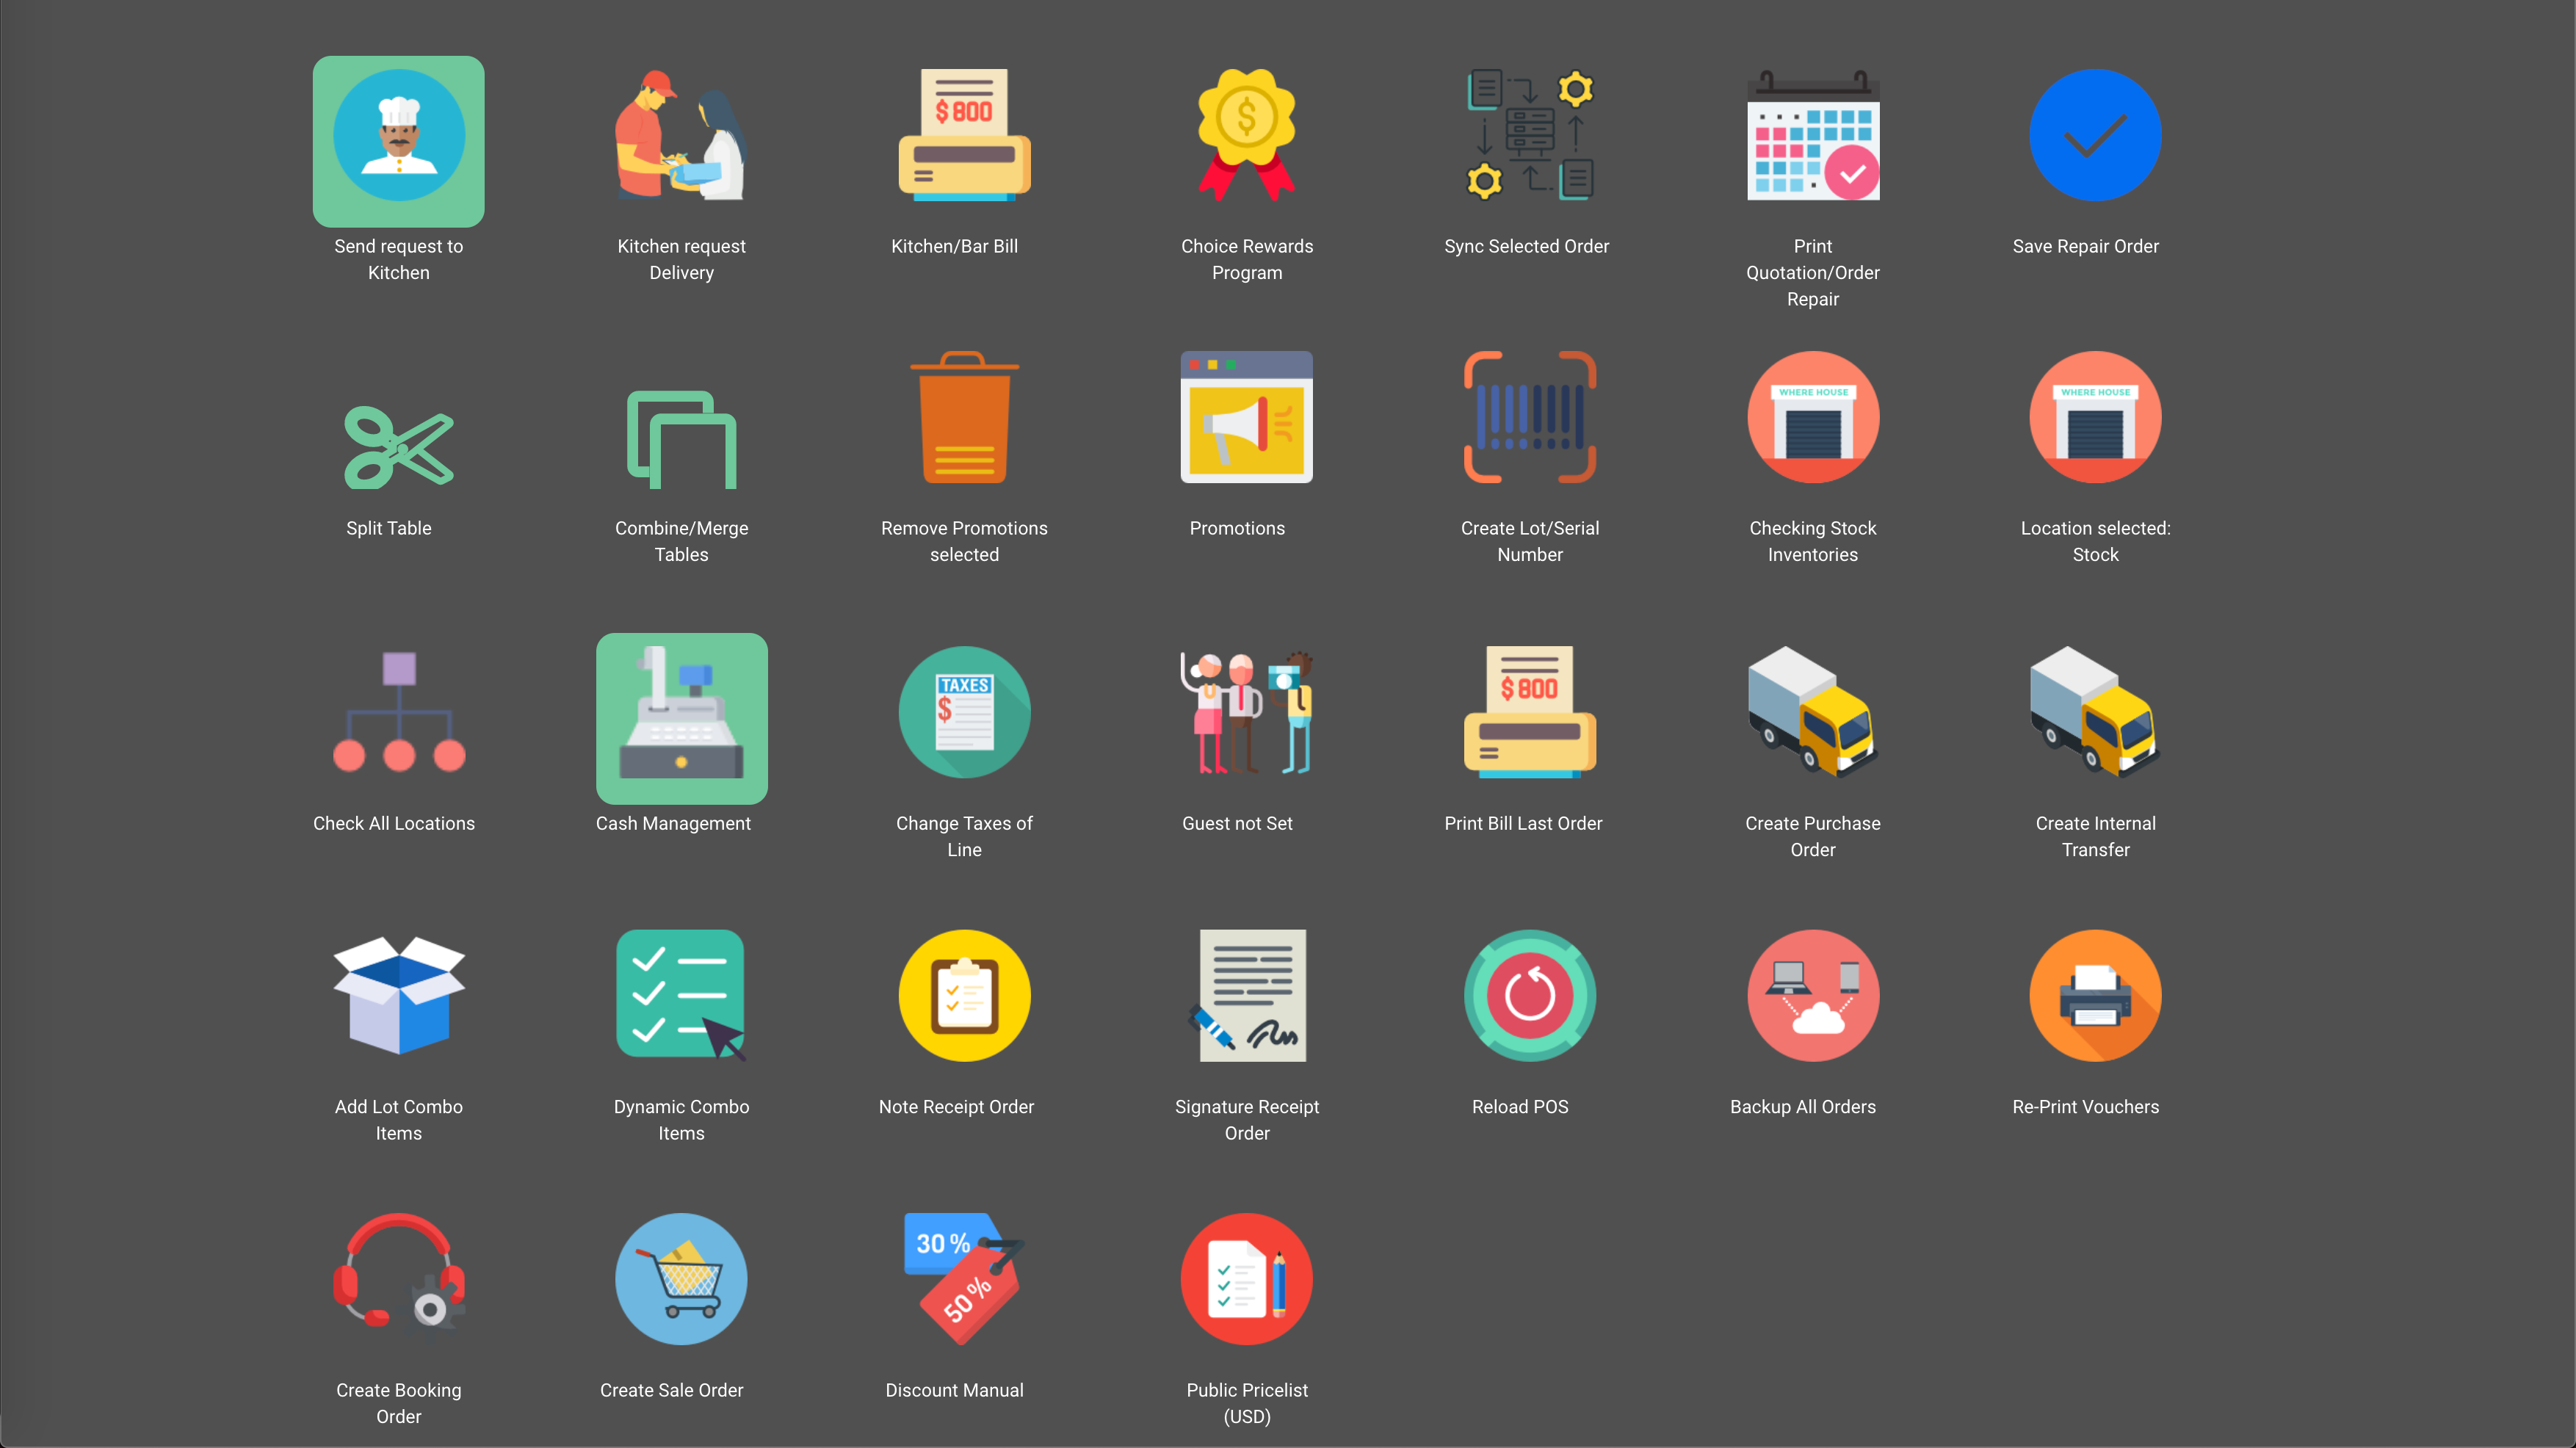 $ 800
Send request to
Kitchen
Kitchen request
Delivery
Kitchen/Bar Bill
Choice Rewards
Program
Sync Selected Order
Print
Quotation/Order
Repair
Save Repair Order
WHERE HOUSE
WHERE HOUSE
Split Table
Combine/Merge
Tables
Remove Promotions
selected
Promotions
Create Lot/Serial
Number
Checking Stock
Inventories
Location selected:
Stock
TAXES
$
$ 800
Check All Locations
Cash Management
Change Taxes of
Line
Guest not Set
Print Bill Last Order
Create Purchase
Order
Create Internal
Transfer
Add Lot Combo
Items
Dynamic Combo
Items
Note Receipt Order
Signature Receipt
Order
Reload POS
Backup All Orders
Re-Print Vouchers
30 %
50 %
Create Booking
Order
Create Sale Order
Discount Manual
Public Pricelist
(USD)